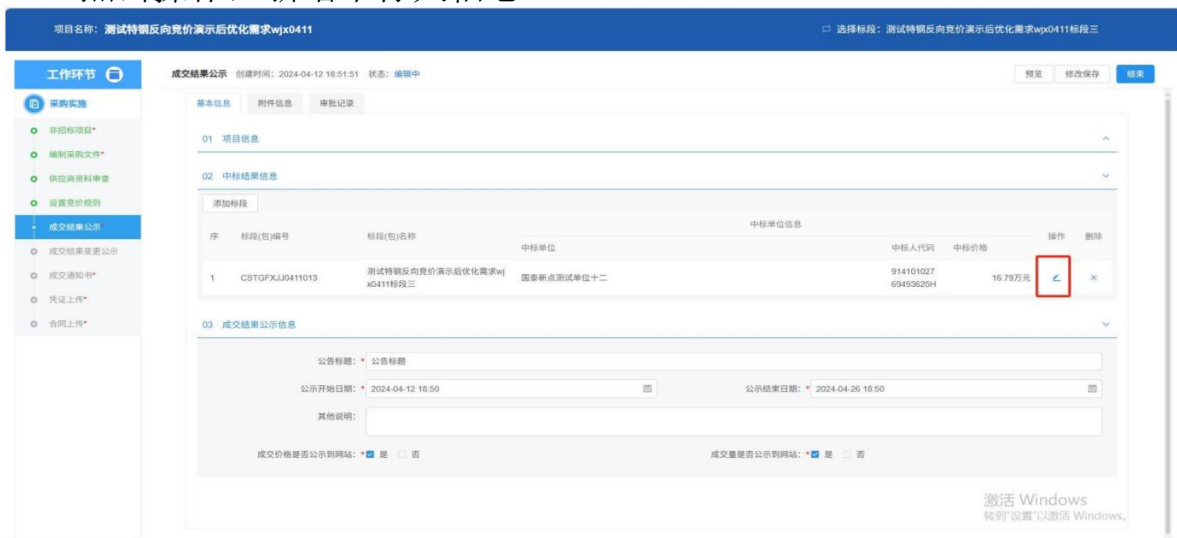 项目名称：测试特钢反向竞价演示后优化需求wjx0411
选择标段：测试特钢反向竞价演示后优化需求wjx0411标段三
工作环节
成交结果公示 创建时间：2024-04-12 18:51:51 状态：编辑中
预览 修改保存 结束
采购实施
基本信息 附件信息 审批记录
非招标项目*
编制采购文件*
供应商资料审查
设置竞价规则
成交结果公示*
成交结果变更公示
成交通知书*
凭证上传*
合同上传*
01 项目信息
02 中标结果信息
添加标段
序 标段(包)编号 标段(包)名称 中标单位信息 操作 删除
中标单位 中标人代码 中标价格
1 CSTGFXJJ0411013 测试特钢反向竞价演示后优化需求wj
x0411标段三
国泰新点测试单位十二
914101027
69493625H
16.79万元
03 成交结果公示信息
公告标题：* 公告标题
公示开始日期：* 2024-04-12 18:50 公示结束日期：* 2024-04-26 18:50
其他说明：
成交价格是否公示到网站：* 是 否 成交量是否公示到网站：* 是 否
激活 Windows
转到"设置"以激活 Windows。